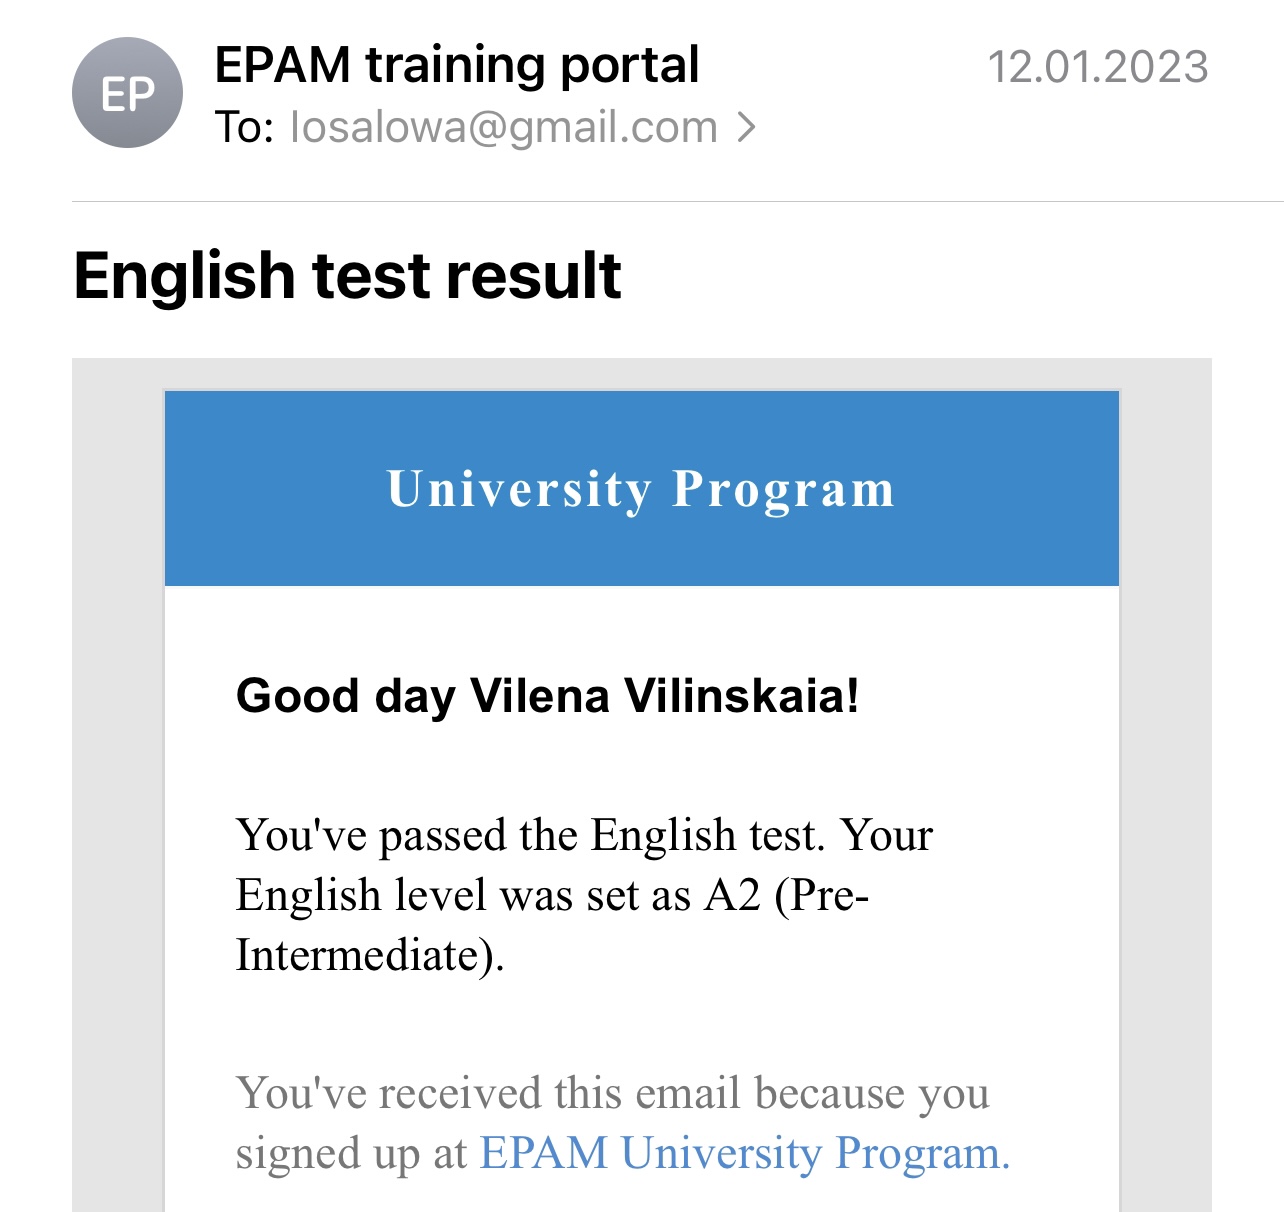 EP
EPAM training portal
12.01.2023
To: losalowa@gmail.com >
English test result
University Program
Good day Vilena Vilinskaia!
You've passed the English test. Your
English level was set as A2 (Pre-
Intermediate).
You've received this email because you
signed up at EPAM University Program.